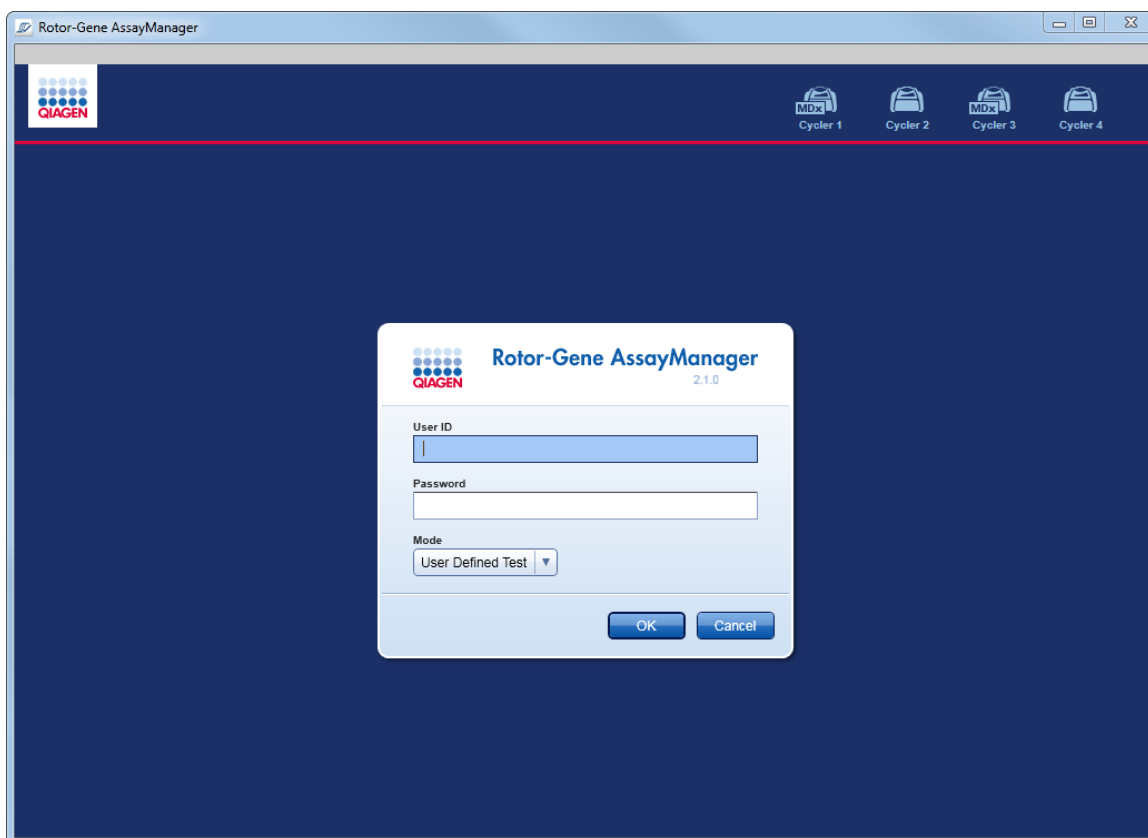 Rotor-Gene AssayManager
QIAGEN
MDx
MDx
Cycler 1
Cycler 2
Cycler 3
Cycler 4
QIAGEN
Rotor-Gene AssayManager
2.1.0
User ID
Password
Mode
User Defined Test
OK
Cancel